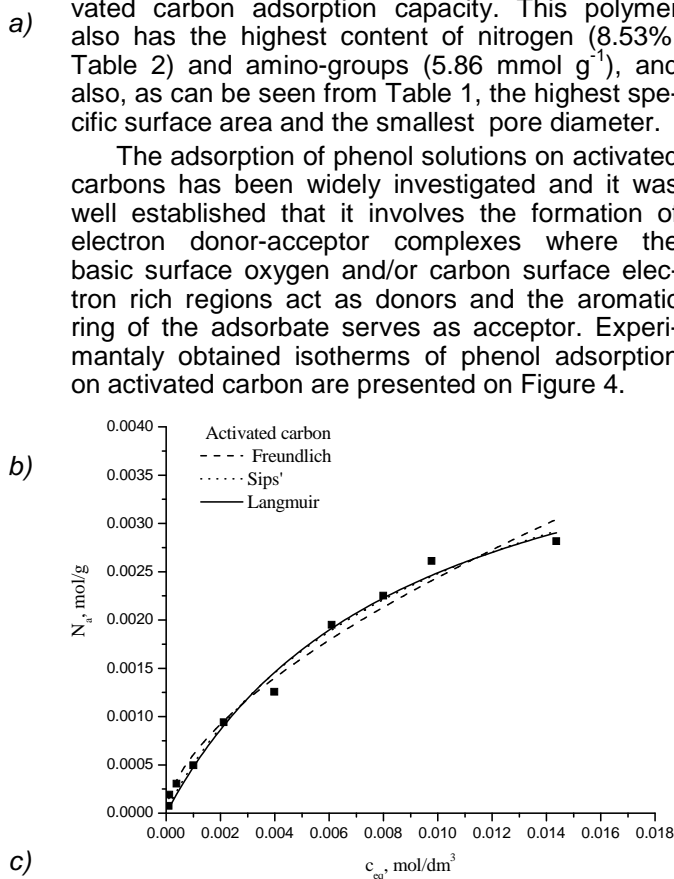 a)
vated carbon adsorption capacity. This polymer
also has the highest content of nitrogen (8.53%
Table 2) and amino-groups (5.86 mmol g⁻¹), and
also, as can be seen from Table 1, the highest spe-
cific surface area and the smallest pore diameter.
The adsorption of phenol solutions on activated
carbons has been widely investigated and it was
well established that it involves the formation of
electron donor-acceptor complexes where the
basic surface oxygen and/or carbon surface elec-
tron rich regions act as donors and the aromatic
ring of the adsorbate serves as acceptor. Experi-
mantaly obtained isotherms of phenol adsorption
on activated carbon are presented on Figure 4.
b)
Activated carbon
Freundlich
Sips'
Langmuir
0.0040
0.0035
0.0030
0.0025
0.0020
0.0015
0.0010
0.0005
0.0000
Nₐ, mol/g
0.000 0.002 0.004 0.006 0.008 0.010 0.012 0.014 0.016 0.018
c_eq, mol/dm³
c)